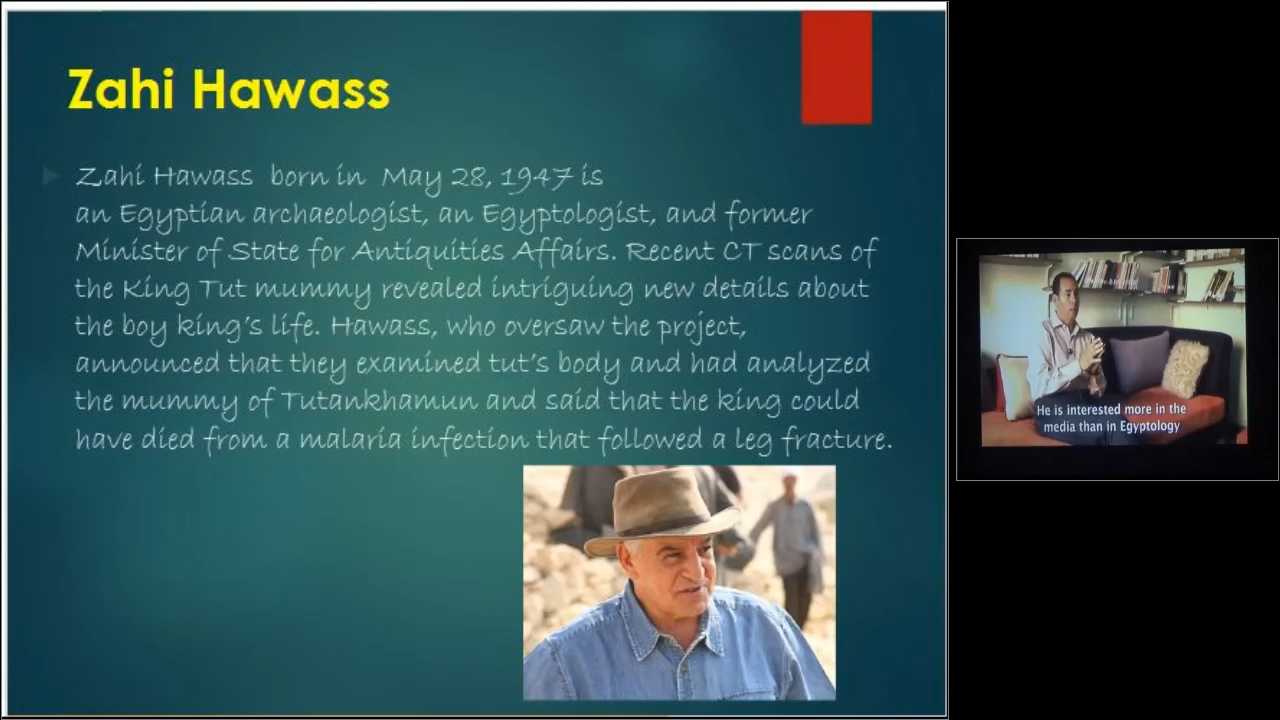 Zahi Hawass
Zahi Hawass born in May 28, 1947 is
an Egyptian archaeologist, an Egyptologist, and former
Minister of State for Antiquities Affairs. Recent CT scans of
the King Tut mummy revealed intriguing new details about
the boy king's life. Hawass, who oversaw the project,
announced that they examined tut's body and had analyzed
the mummy of Tutankhamun and said that the king could
have died from a malaria infection that followed a leg fracture.
He is interested more in the
media than in Egyptology